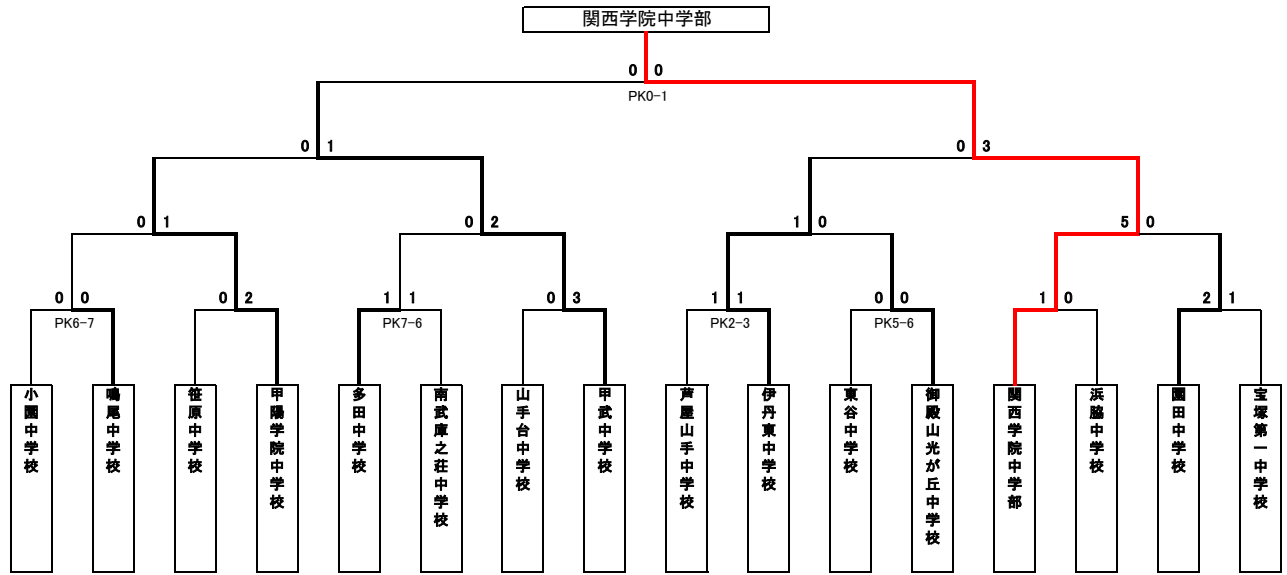 関西学院中学部
0 0
PK0-1
0 1
0 3
0 1
0 2
1 0
5 0
0 0
0 2
1 1
0 3
1 1
0 0
1 0
2 1
PK6-7
PK7-6
PK2-3
PK5-6
小園中学校
鳴尾中学校
笹原中学校
甲陽学院中学校
多田中学校
南武庫之荘中学校
山手台中学校
甲武中学校
芦屋山手中学校
伊丹東中学校
東谷中学校
御殿山光が丘中学校
関西学院中学部
浜脇中学校
園田中学校
宝塚第一中学校